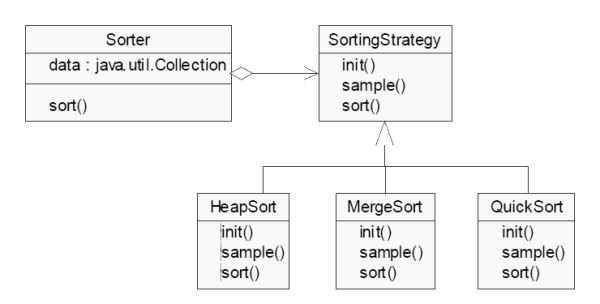 Sorter
data : java.util.Collection
sort()
SortingStrategy
init()
sample()
sort()
HeapSort
init()
sample()
sort()
MergeSort
init()
sample()
sort()
QuickSort
init()
sample()
sort()